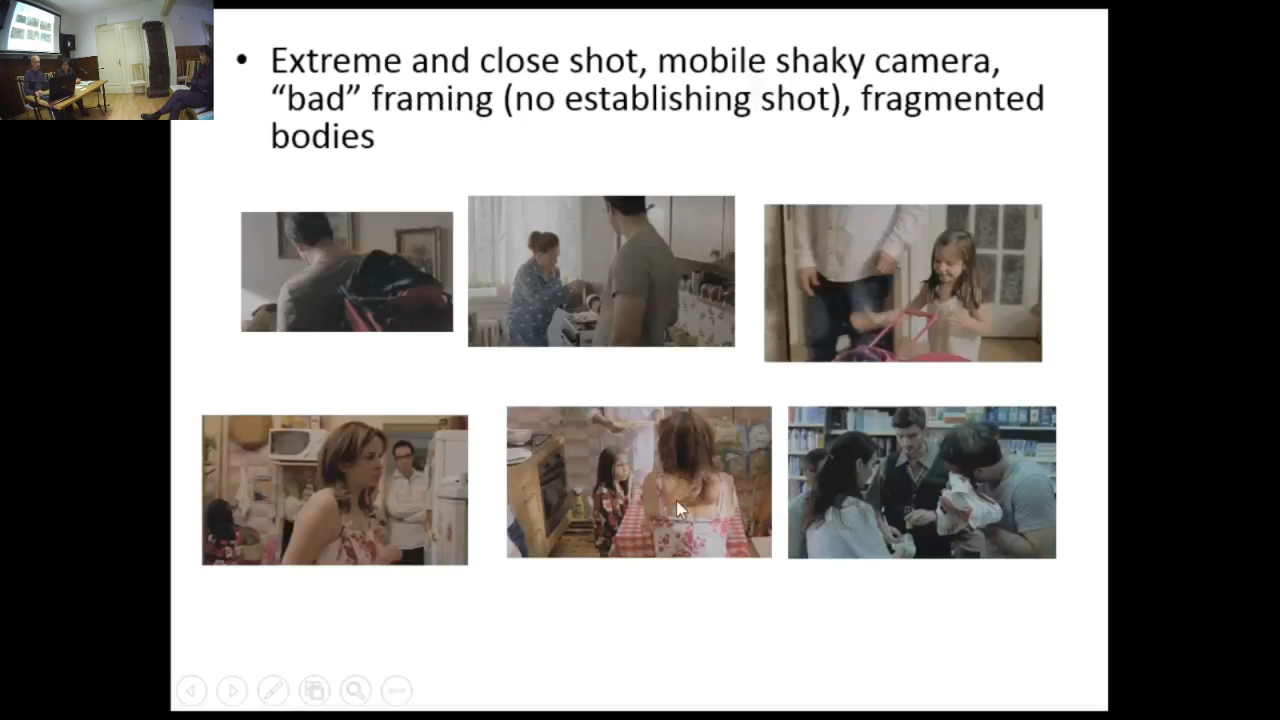 • Extreme and close shot, mobile shaky camera,
“bad” framing (no establishing shot), fragmented
bodies